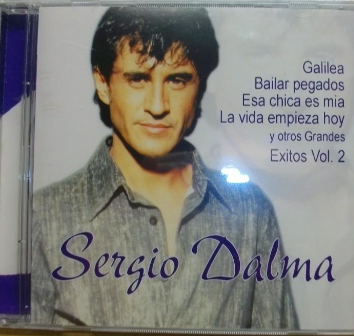 Galilea
Bailar pegados
Esa chica es mia
La vida empieza hoy
y otros Grandes
Exitos Vol. 2
Sergio Dalma